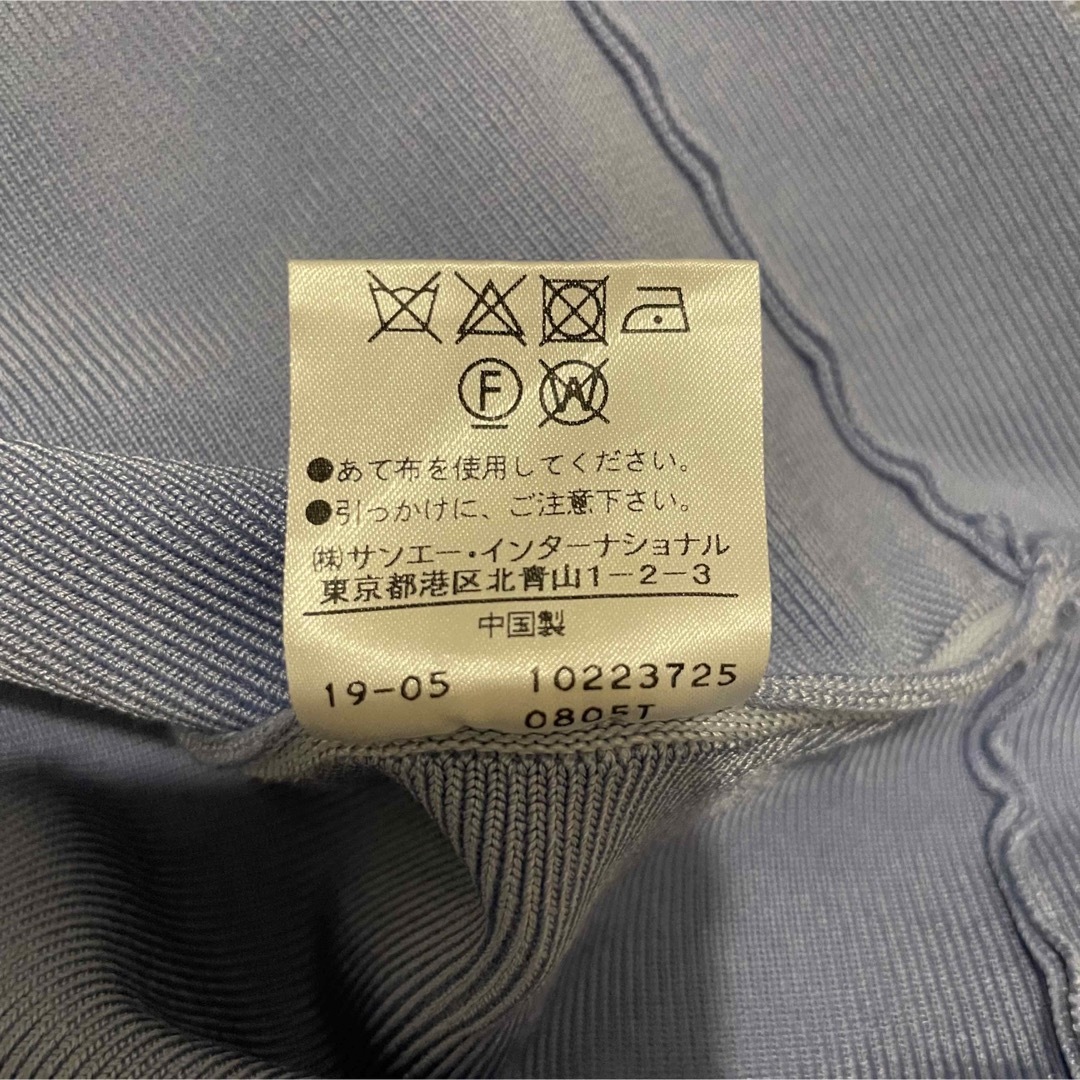 F W
●あて布を使用してください。
●引っかけに、ご注意下さい。
㈱サンエー・インターナショナル
東京都港区北青山1-2-3
中国製
19-05 10223725
0805T